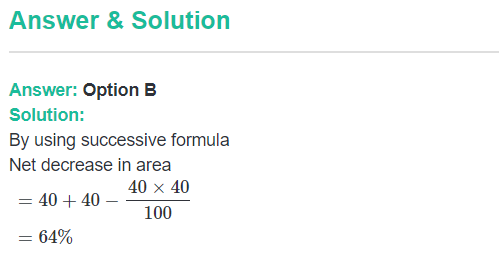 Answer & Solution
Answer: Option B
Solution:
By using successive formula
Net decrease in area
= 40 + 40 − \frac{40 × 40}{100}
= 64%